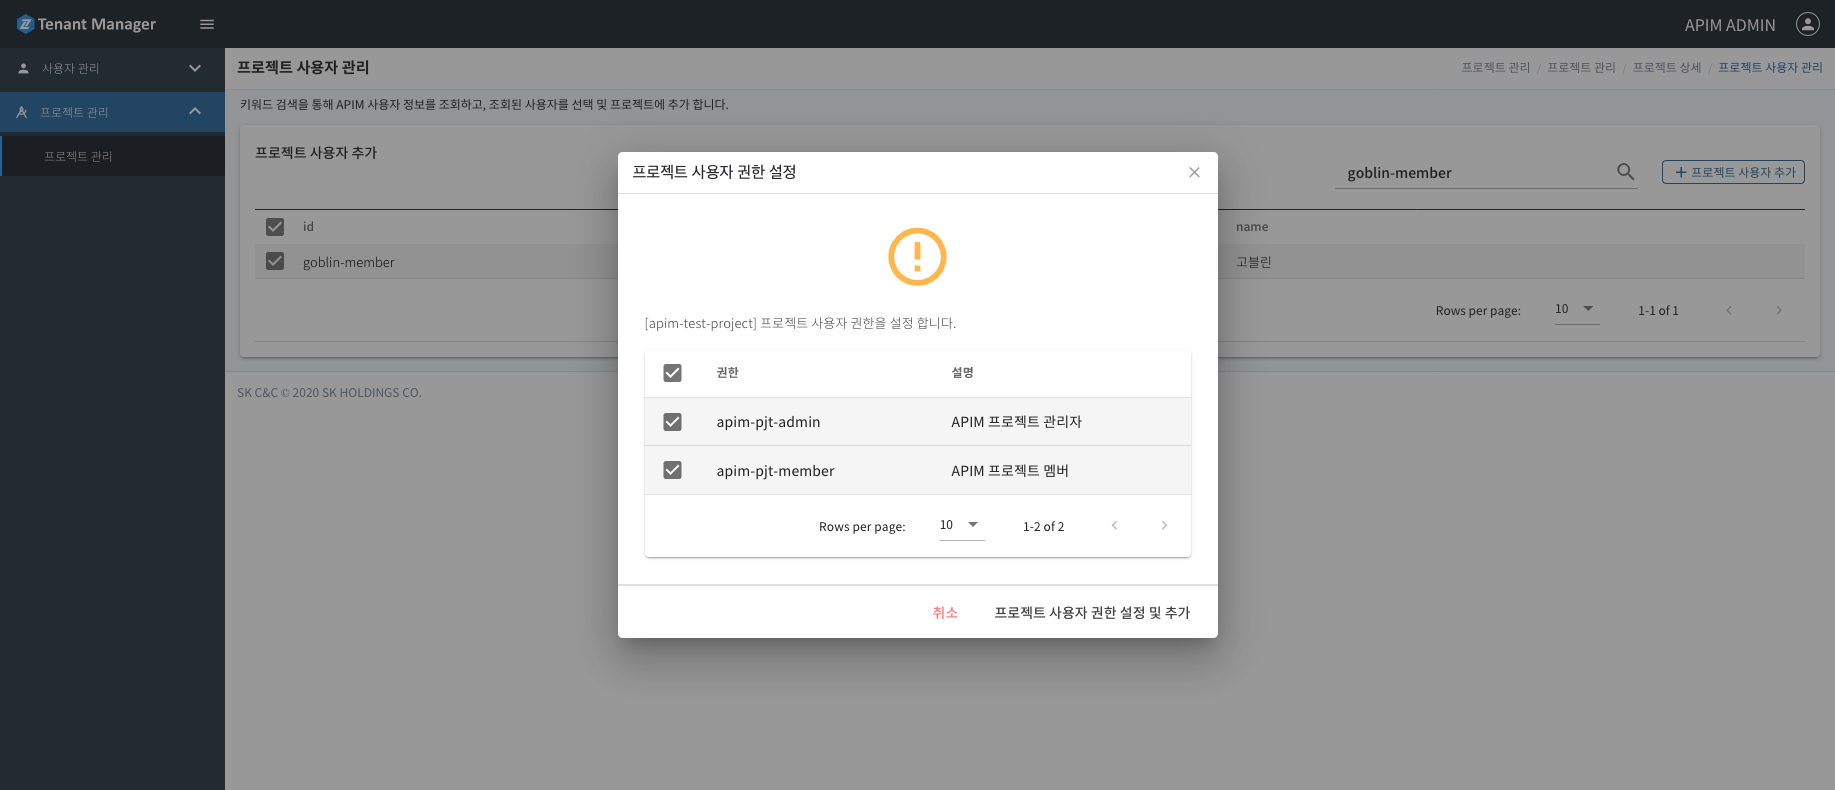 Tenant Manager
APIM ADMIN
사용자 관리
프로젝트 관리
프로젝트 관리
프로젝트 사용자 관리
프로젝트 관리 / 프로젝트 관리 / 프로젝트 상세 / 프로젝트 사용자 관리
키워드 검색을 통해 APIM 사용자 정보를 조회하고, 조회된 사용자를 선택 및 프로젝트에 추가 합니다.
프로젝트 사용자 추가
goblin-member
+ 프로젝트 사용자 추가
id name
goblin-member 고블린
Rows per page: 10 1-1 of 1
SK C&C © 2020 SK HOLDINGS CO.
프로젝트 사용자 권한 설정
[apim-test-project] 프로젝트 사용자 권한을 설정 합니다.
권한 설명
apim-pjt-admin APIM 프로젝트 관리자
apim-pjt-member APIM 프로젝트 멤버
Rows per page: 10 1-2 of 2
취소 프로젝트 사용자 권한 설정 및 추가